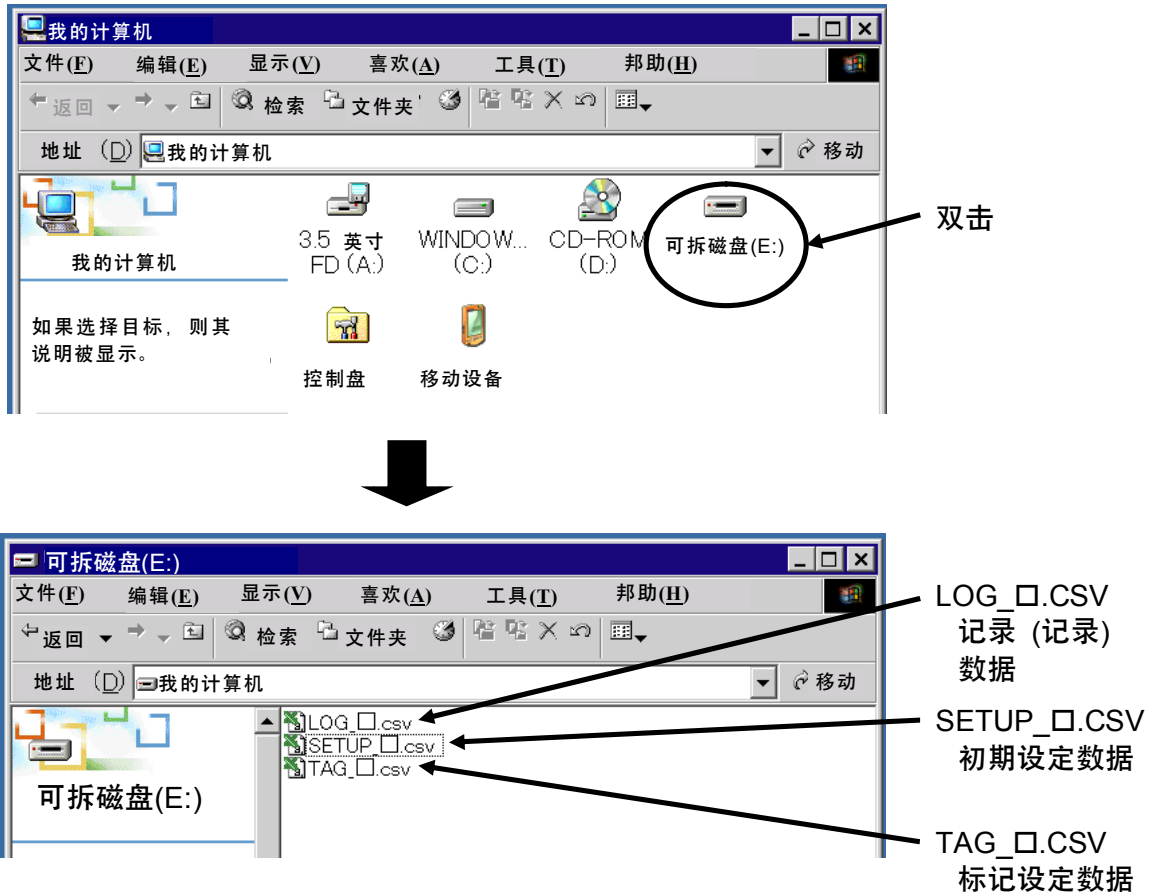 我的计算机
文件(F) 编辑(E) 显示(V) 喜欢(A) 工具(T) 邦助(H)
返回 检索 文件夹
地址 (D) 我的计算机 移动
我的计算机
如果选择目标，则其
说明被显示。
3.5 英寸
FD (A:)
WINDOW...
(C:)
CD-ROM
(D:)
可拆磁盘(E:)
控制盘
移动设备
双击
可拆磁盘(E:)
文件(F) 编辑(E) 显示(V) 喜欢(A) 工具(T) 邦助(H)
返回 检索 文件夹
地址 (D) 我的计算机 移动
可拆磁盘(E:)
LOG_□.csv
SETUP_□.csv
TAG_□.csv
LOG_□.CSV
记录 (记录)
数据
SETUP_□.CSV
初期设定数据
TAG_□.CSV
标记设定数据